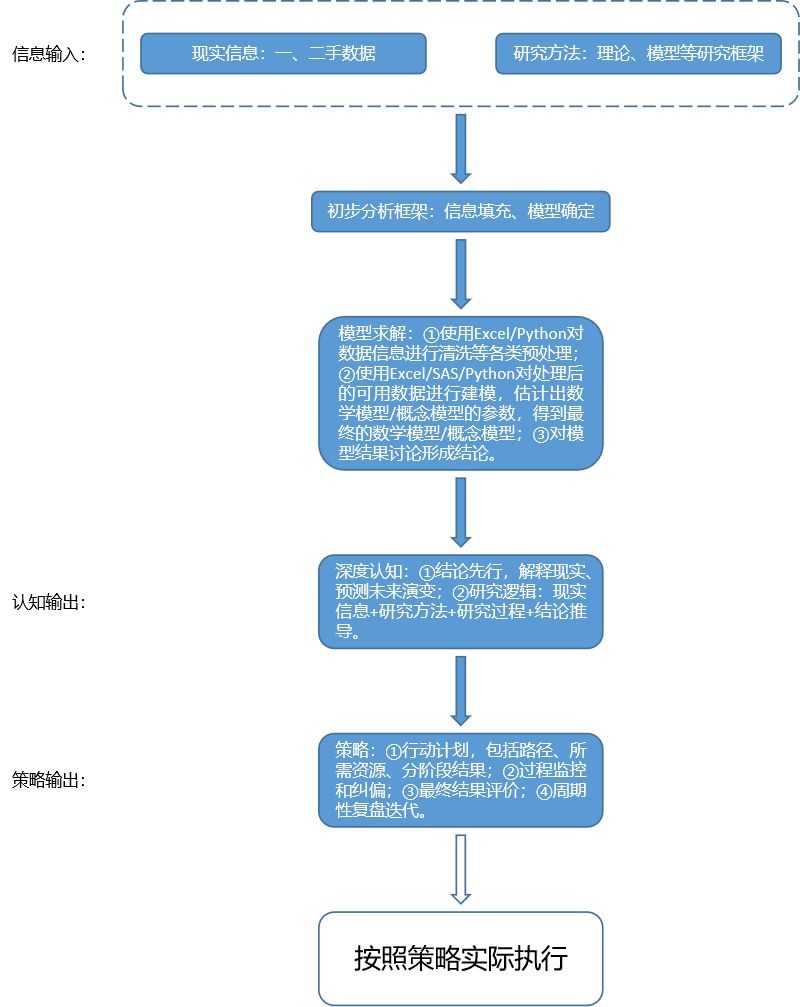 信息输入：
现实信息：一、二手数据
研究方法：理论、模型等研究框架
初步分析框架：信息填充、模型确定
模型求解：①使用Excel/Python对
数据信息进行清洗等各类预处理；
②使用Excel/SAS/Python对处理后
的可用数据进行建模，估计出数
学模型/概念模型的参数，得到最
终的数学模型/概念模型；③对模
型结果讨论形成结论。
认知输出：
深度认知：①结论先行，解释现实、
预测未来演变；②研究逻辑：现实
信息+研究方法+研究过程+结论推
导。
策略输出：
策略：①行动计划，包括路径、所
需资源、分阶段结果；②过程监控
和纠偏；③最终结果评价；④周期
性复盘迭代。
按照策略实际执行